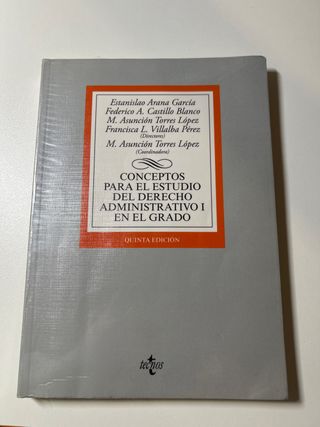 Estanislao Arana García
Federico A. Castillo Blanco
M. Asunción Torres López
Francisca L. Villalba Pérez
(Directores)
M. Asunción Torres López
(Coordinadora)
CONCEPTOS
PARA EL ESTUDIO
DEL DERECHO
ADMINISTRATIVO I
EN EL GRADO
QUINTA EDICIÓN
tecnos